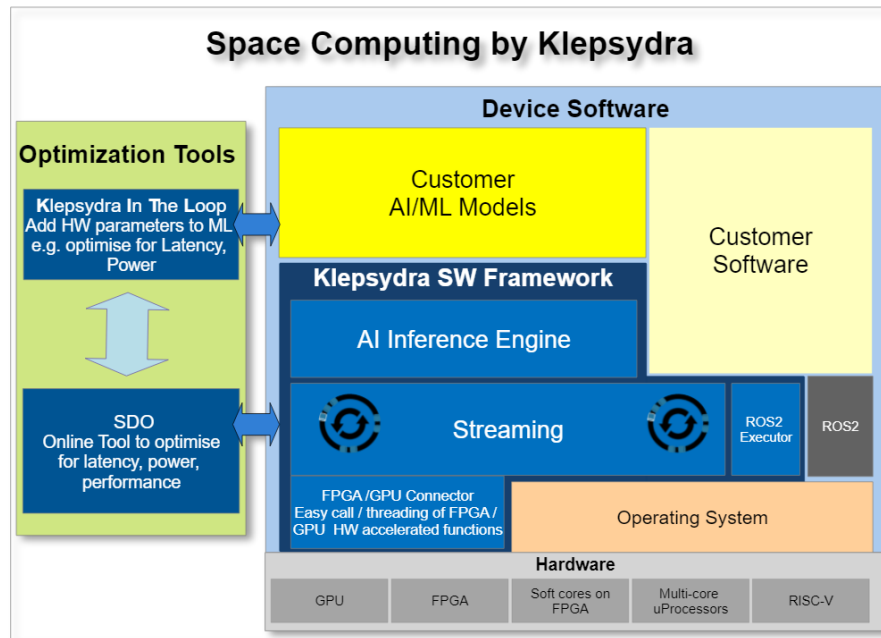 Space Computing by Klepsydra
Optimization Tools
Klepsydra In The Loop
Add HW parameters to ML
e.g. optimise for Latency,
Power
SDO
Online Tool to optimise
for latency, power,
performance
Device Software
Customer
AI/ML Models
Customer
Software
Klepsydra SW Framework
AI Inference Engine
Streaming
ROS2
Executor
ROS2
FPGA /GPU Connector
Easy call / threading of FPGA /
GPU HW accelerated functions
Operating System
Hardware
GPU
FPGA
Soft cores on
FPGA
Multi-core
uProcessors
RISC-V